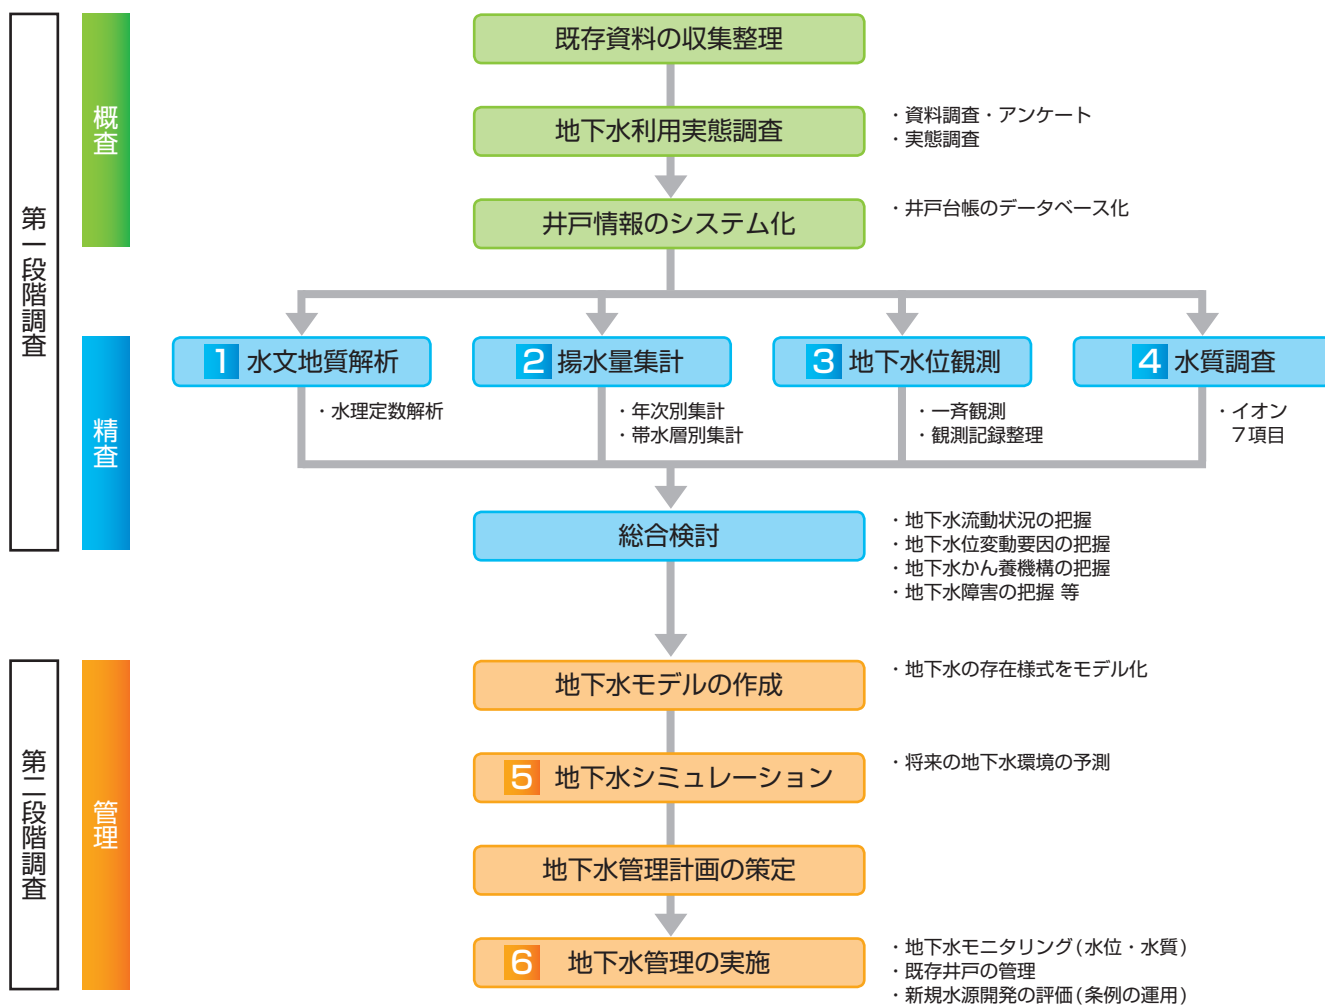 第一段階調査
概査
既存資料の収集整理
地下水利用実態調査
・資料調査・アンケート
・実態調査
井戸情報のシステム化
・井戸台帳のデータベース化
精査
1 水文地質解析
2 揚水量集計
3 地下水位観測
4 水質調査
・水理定数解析
・年次別集計
・帯水層別集計
・一斉観測
・観測記録整理
・イオン
7項目
総合検討
・地下水流動状況の把握
・地下水位変動要因の把握
・地下水かん養機構の把握
・地下水障害の把握 等
第二段階調査
管理
地下水モデルの作成
・地下水の存在様式をモデル化
5 地下水シミュレーション
・将来の地下水環境の予測
地下水管理計画の策定
6 地下水管理の実施
・地下水モニタリング(水位・水質)
・既存井戸の管理
・新規水源開発の評価(条例の運用)